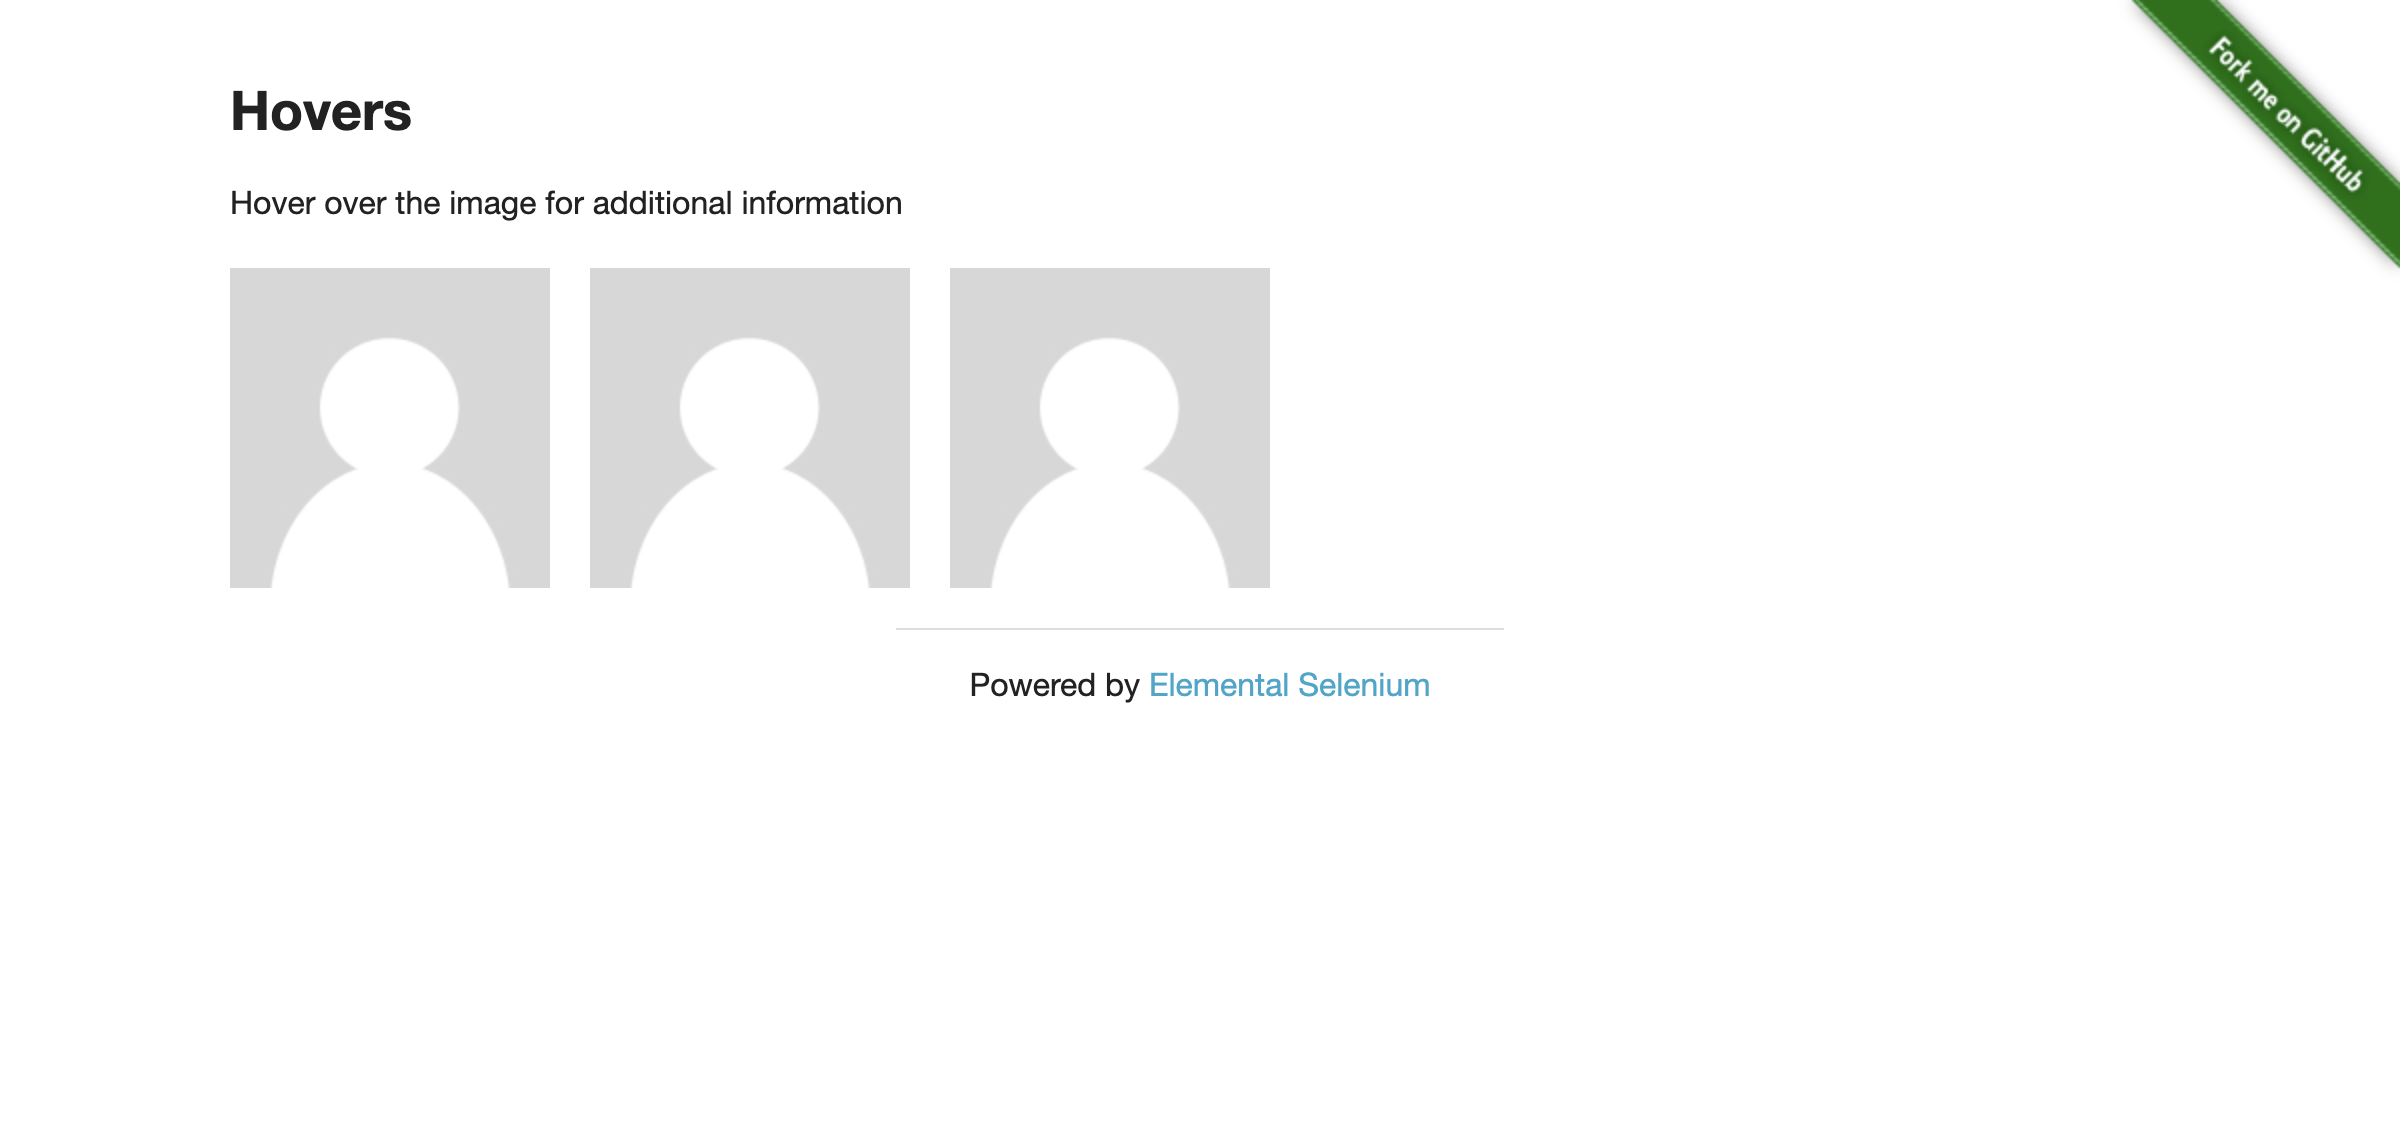 Fork me on GitHub
Hovers
Hover over the image for additional information
Powered by Elemental Selenium